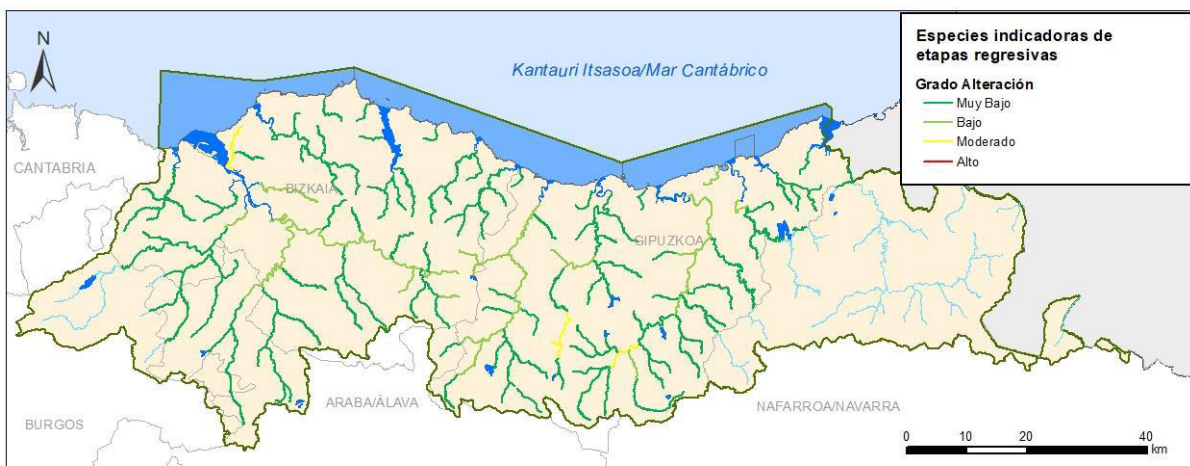 N
Kantauri Itsasoa/Mar Cantábrico
Especies indicadoras de
etapas regresivas
Grado Alteración
Muy Bajo
Bajo
Moderado
Alto
CANTABRIA
BIZKAIA
GIPUZKOA
BURGOS
ARABA/ÀLAVA
NAFARROA/NAVARRA
0 10 20 40
km